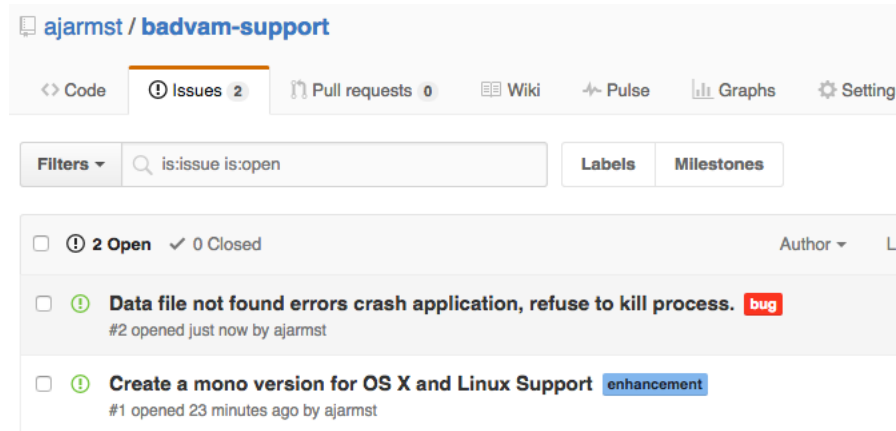 ajarmst / badvam-support
<> Code Issues 2 Pull requests 0 Wiki Pulse Graphs Setting
Filters is:issue is:open Labels Milestones
2 Open 0 Closed Author L
Data file not found errors crash application, refuse to kill process. bug
#2 opened just now by ajarmst
Create a mono version for OS X and Linux Support enhancement
#1 opened 23 minutes ago by ajarmst